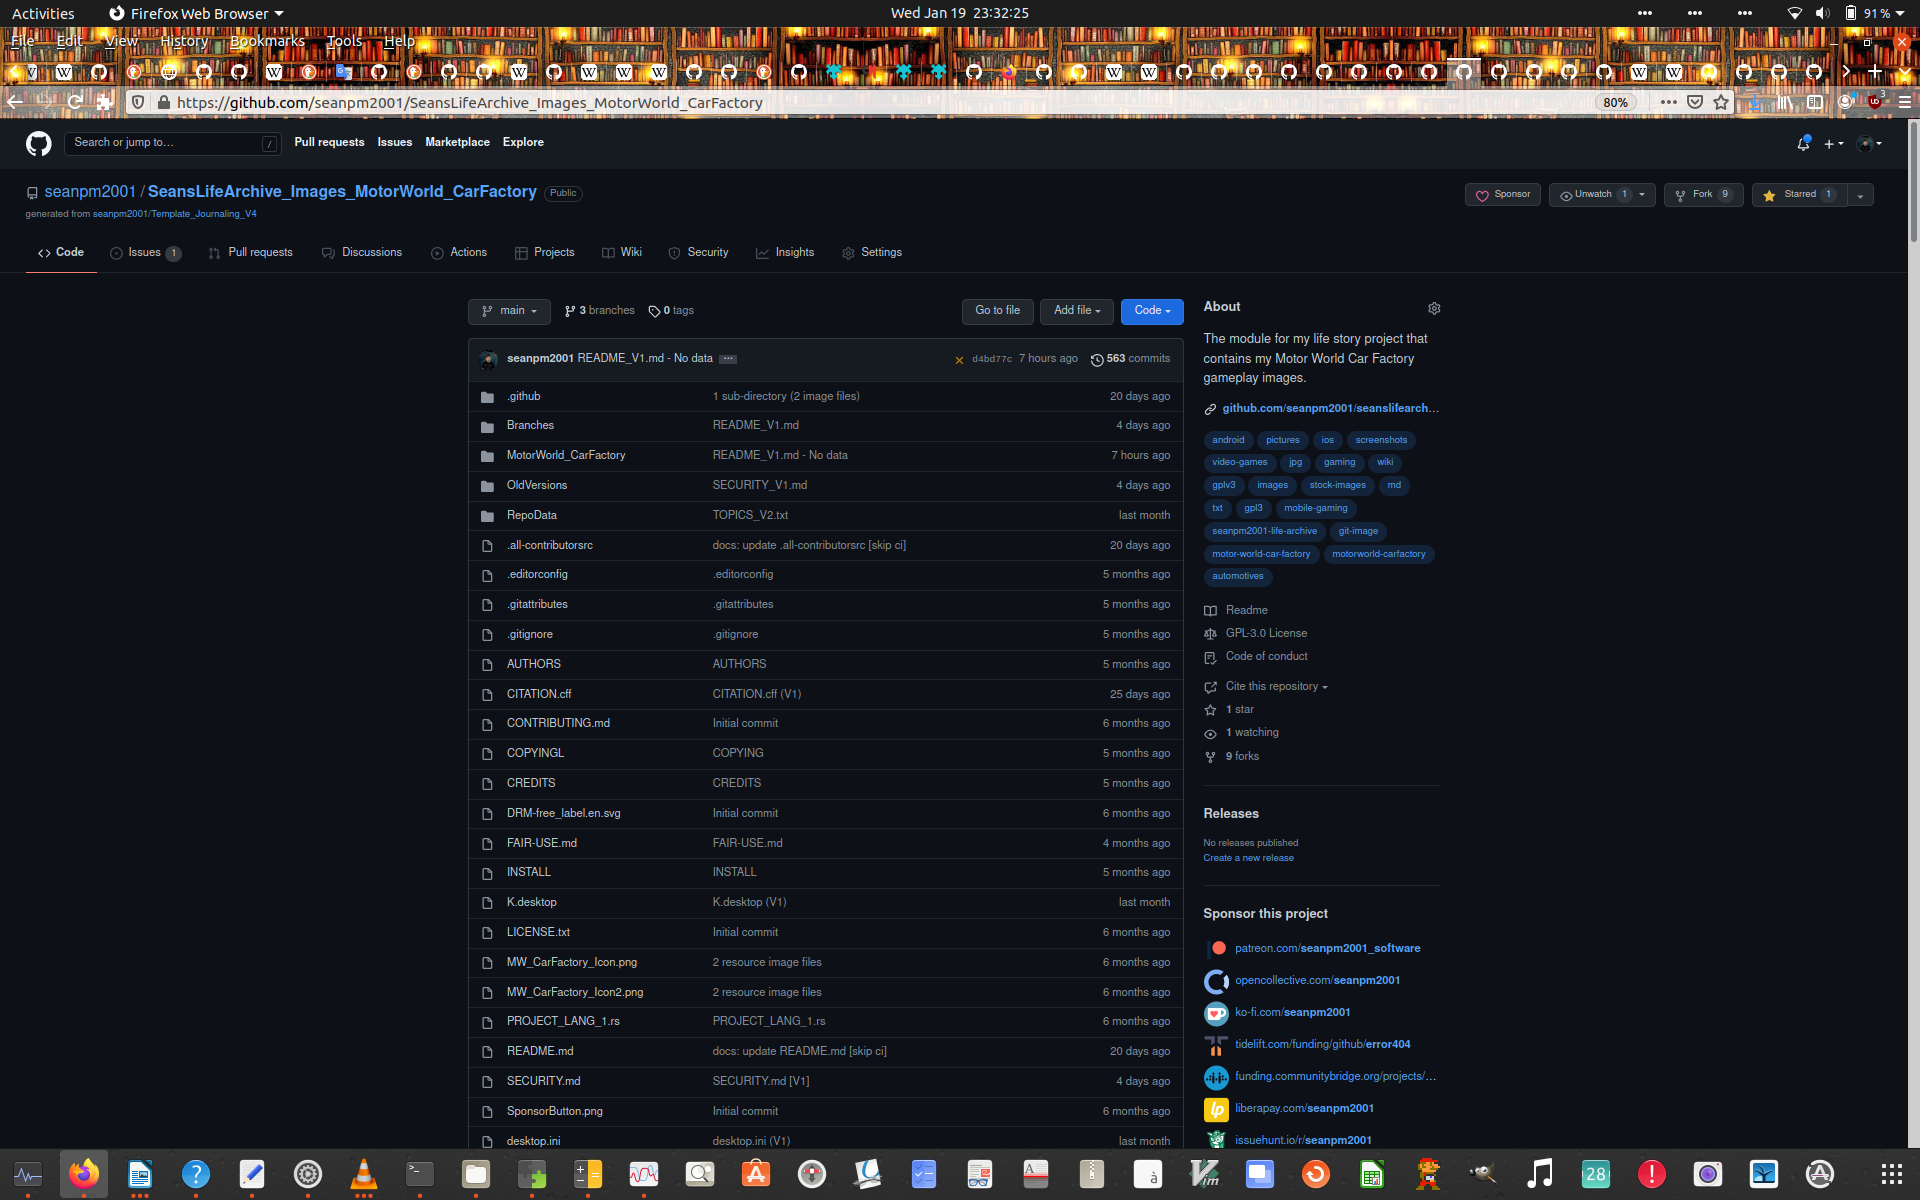 Activities Firefox Web Browser Wed Jan 19 23:32:25 91 %
File Edit View History Bookmarks Tools Help
https://github.com/seanpm2001/SeansLifeArchive_Images_MotorWorld_CarFactory 80% 3
Search or jump to… / Pull requests Issues Marketplace Explore
seanpm2001 / SeansLifeArchive_Images_MotorWorld_CarFactory Public Sponsor Unwatch 1 Fork 9 Starred 1
generated from seanpm2001/Template_Journaling_V4
Code Issues 1 Pull requests Discussions Actions Projects Wiki Security Insights Settings
main 3 branches 0 tags Go to file Add file Code
seanpm2001 README_V1.md - No data ... d4bd77c 7 hours ago 563 commits
.github 1 sub-directory (2 image files) 20 days ago
Branches README_V1.md 4 days ago
MotorWorld_CarFactory README_V1.md - No data 7 hours ago
OldVersions SECURITY_V1.md 4 days ago
RepoData TOPICS_V2.txt last month
.all-contributorsrc docs: update .all-contributorsrc [skip ci] 20 days ago
.editorconfig .editorconfig 5 months ago
.gitattributes .gitattributes 5 months ago
.gitignore .gitignore 5 months ago
AUTHORS AUTHORS 5 months ago
CITATION.cff CITATION.cff (V1) 25 days ago
CONTRIBUTING.md Initial commit 6 months ago
COPYINGL COPYING 5 months ago
CREDITS CREDITS 5 months ago
DRM-free_label.en.svg Initial commit 6 months ago
FAIR-USE.md FAIR-USE.md 4 months ago
INSTALL INSTALL 5 months ago
K.desktop K.desktop (V1) last month
LICENSE.txt Initial commit 6 months ago
MW_CarFactory_Icon.png 2 resource image files 6 months ago
MW_CarFactory_Icon2.png 2 resource image files 6 months ago
PROJECT_LANG_1.rs PROJECT_LANG_1.rs 6 months ago
README.md docs: update README.md [skip ci] 20 days ago
SECURITY.md SECURITY.md [V1] 4 days ago
SponsorButton.png Initial commit 6 months ago
desktop.ini desktop.ini (V1) last month
About
The module for my life story project that
contains my Motor World Car Factory
gameplay images.
github.com/seanpm2001/seanslifearch…
android pictures ios screenshots
video-games jpg gaming wiki
gplv3 images stock-images md
txt gpl3 mobile-gaming
seanpm2001-life-archive git-image
motor-world-car-factory motorworld-carfactory
automotives
Readme
GPL-3.0 License
Code of conduct
Cite this repository
1 star
1 watching
9 forks
Releases
No releases published
Create a new release
Sponsor this project
patreon.com/seanpm2001_software
opencollective.com/seanpm2001
ko-fi.com/seanpm2001
tidelift.com/funding/github/error404
funding.communitybridge.org/projects/…
lp liberapay.com/seanpm2001
issuehunt.io/r/seanpm2001
28